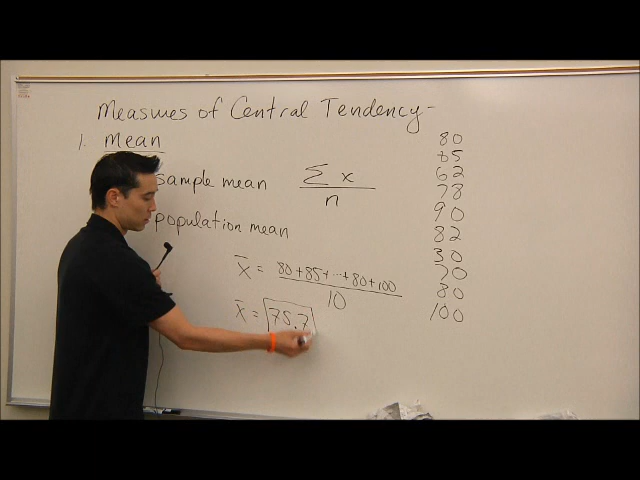 Measures of Central Tendency-
1. Mean
sample mean
Σx
n
population mean
x̄ = 80+85+...+80+100
10
x̄ = 75.7
80
85
62
78
90
82
30
70
80
100